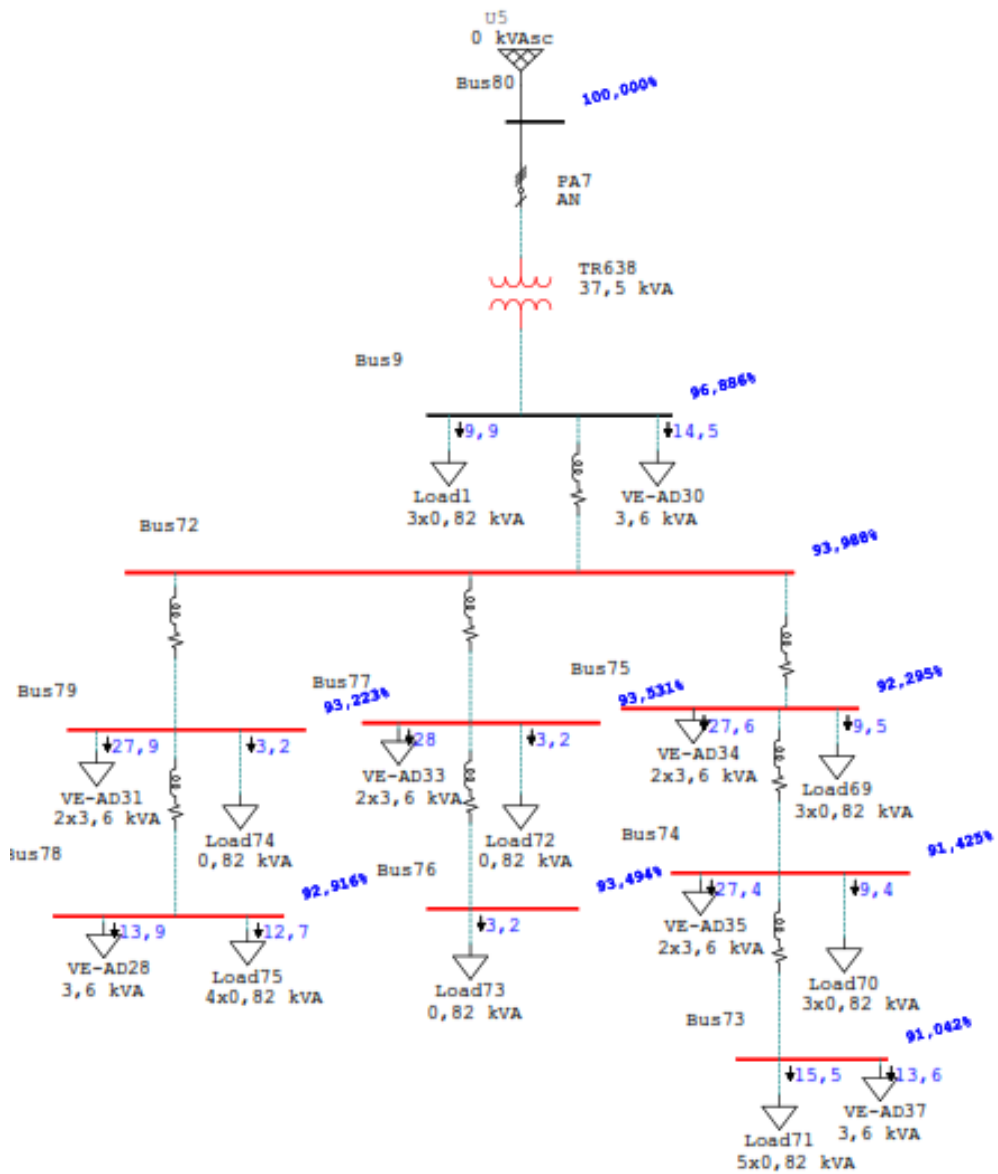 U5
0 kVAsc
Bus80
100,000%
PA7
AN
TR638
37,5 kVA
Bus9
96,886%
9,9
14,5
Load1
3x0,82 kVA
VE-AD30
3,6 kVA
Bus72
93,988%
Bus79
93,223%
Bus77
93,531%
Bus75
92,295%
27,9
3,2
28
3,2
27,6
9,5
VE-AD31
2x3,6 kVA
Load74
0,82 kVA
VE-AD33
2x3,6 kVA
Load72
0,82 kVA
VE-AD34
2x3,6 kVA
Load69
3x0,82 kVA
Bus78
92,916%
Bus76
93,494%
Bus74
91,425%
13,9
12,7
3,2
27,4
9,4
VE-AD28
3,6 kVA
Load75
4x0,82 kVA
Load73
0,82 kVA
VE-AD35
2x3,6 kVA
Load70
3x0,82 kVA
Bus73
91,042%
15,5
13,6
Load71
5x0,82 kVA
VE-AD37
3,6 kVA